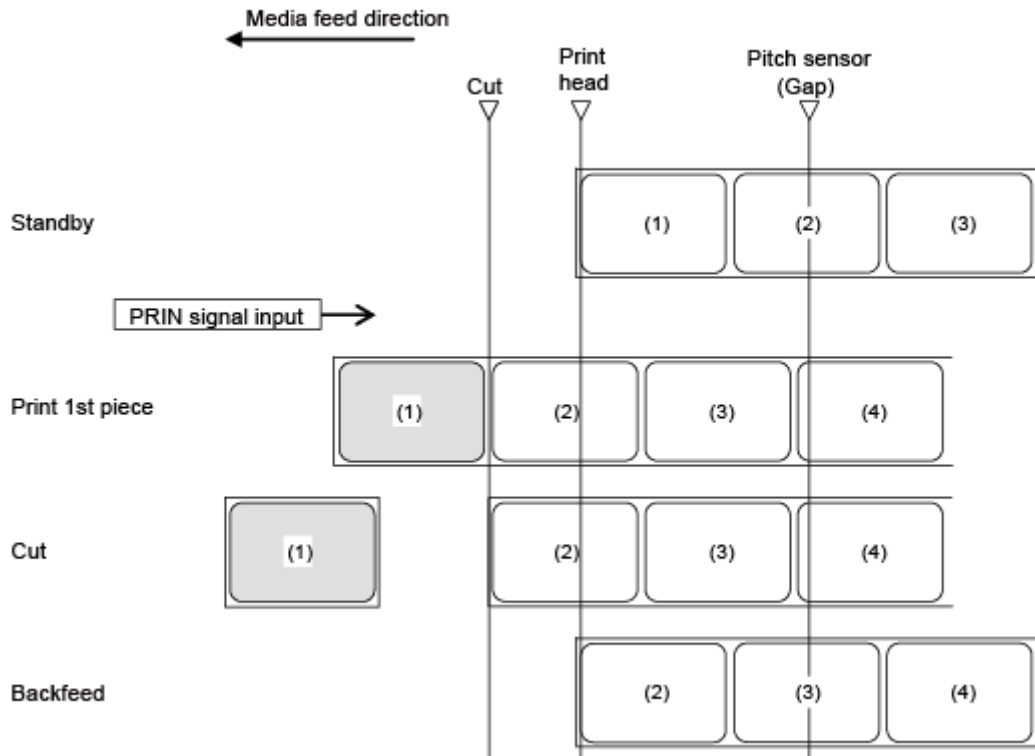 Media feed direction
Cut
Print
head
Pitch sensor
(Gap)
Standby
(1)
(2)
(3)
PRIN signal input
Print 1st piece
(1)
(2)
(3)
(4)
Cut
(1)
(2)
(3)
(4)
Backfeed
(2)
(3)
(4)